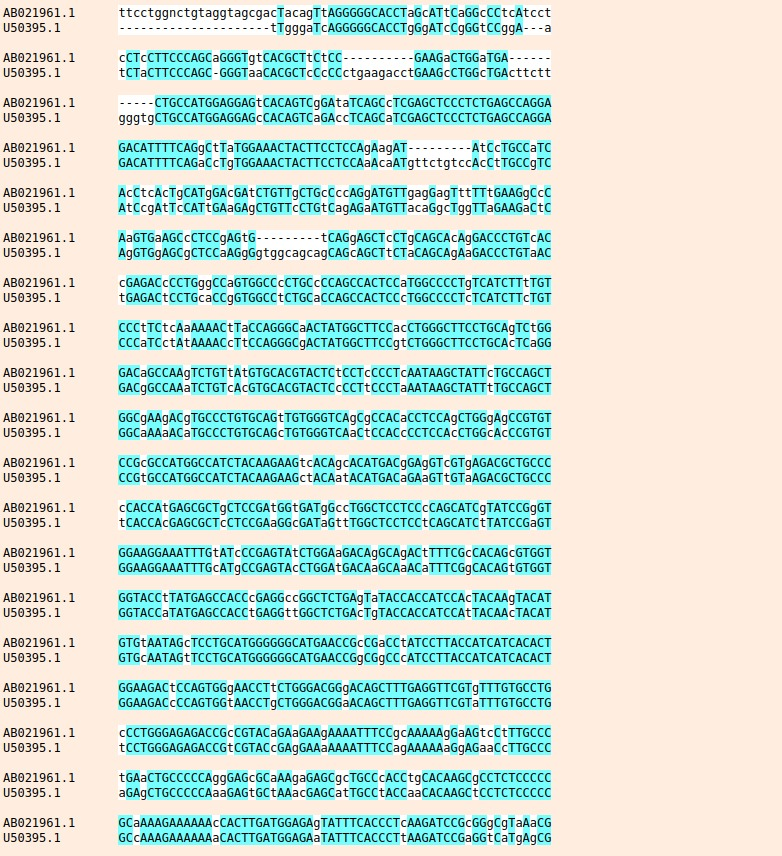 AB021961.1 ttcctggnctgtaggtagcgacTacagTtAGGGGGCACCTaGcATtCaGGcCCtcAtcct
U50395.1 ---------------------tTgggaTcAGGGGGCACCTgGgATcCgGGtCCggA---a
AB021961.1 cCTcCTTCCCAGCaGGGTgtCACGCTtCtCC----------GAAGaCTGGaTGA------
U50395.1 tCTaCTTCCCAGC-GGGTaaCACGCTcCcCCctgaagacctGAAGcCTGGcTGActtctt
AB021961.1 -----CTGCCATGGAGGAGtCACAGTCgGAtaTCAGCcTCGAGCTCCCTCTGAGCCAGGA
U50395.1 gggtgCTGCCATGGAGGAGcCACAGTCaGAccTCAGCaTCGAGCTCCCTCTGAGCCAGGA
AB021961.1 GACATTTTCAGgCtTaTGGAAACTACTTCCTCCAgAagAT---------AtCcTGCCaTC
U50395.1 GACATTTTCAGaCcTgTGGAAACTACTTCCTCCAaAcaATgttctgtccAcCtTGCCgTC
AB021961.1 AcCtcAcTgCATgGAcGAtCTGTTgCTGcCccAGgATGTTgagGagTttTTtGAAGgCcC
U50395.1 AtCcgAtTcCATtGAaGAgCTGTTcCTGtCagAGaATGTTacaGgcTggTTaGAAGaCtC
AB021961.1 AaGTGaAGCcCTCCGAGtG---------tCAGgAGCTcCTgCAGCAcAgGACCCTGTcAC
U50395.1 AgGTGgAGCgCTCCaAGgGgtggcagcagCAGcAGCTtCTaCAGCAgAaGACCCTGTaAC
AB021961.1 cGAGACcCCTGggCCaGTGGCCcCTGCcCCAGCCACTCCaTGGCCCCTgTCATCTTtTGT
U50395.1 tGAGACtCCTGcaCCgGTGGCCtCTGCaCCAGCCACTCCcTGGCCCCTcTCATCTTcTGT
AB021961.1 CCCtTCtcAaAAAACtTaCCAGGGCaACTATGGCTTCCacCTGGGCTTCCTGCAgTCtGG
U50395.1 CCCaTCctAtAAAACcTtCCAGGGCgACTATGGCTTCCgtCTGGGCTTCCTGCAcTCaGG
AB021961.1 GACaGCCAAgTCTGTtAtGTGCACGTACTCtCCTcCCCTcAATAAGCTATTcTGCCAGCT
U50395.1 GACgGCCAAaTCTGTcAcGTGCACGTACTCcCCTtCCCTaAATAAGCTATTtTGCCAGCT
AB021961.1 GGCgAAgACgTGCCCTGTGCAGtTGTGGGTCAgCgCCACaCCTCCAgCTGGgAgCCGTGT
U50395.1 GGCaAAaACaTGCCCTGTGCAGcTGTGGGTCAaCtCCACcCCTCCAcCTGGcAcCCGTGT
AB021961.1 CCGcGCCATGGCCATCTACAAGAAGtcACAgcACATGACgGAgGTcGTgAGACGCTGCCC
U50395.1 CCGtGCCATGGCCATCTACAAGAAGctACAatACATGACaGAaGTtGTaAGACGCTGCCC
AB021961.1 cCACCAtGAGCGCTgCTCCGAtGGtGATgGccTGGCTCCTCCcCAGCATCgTATCCGgGT
U50395.1 tCACCAcGAGCGCTcCTCCGAaGGcGATaGttTGGCTCCTCCtCAGCATCtTATCCGaGT
AB021961.1 GGAAGGAAATTTGtATcCCGAGTAtCTGGAaGACAgGCAgACtTTTCGcCACAGcGTGGT
U50395.1 GGAAGGAAATTTGcATgCCGAGTAcCTGGAtGACAaGCAaACaTTTCGgCACAGtGTGGT
AB021961.1 GGTACCtTATGAGCCACCcGAGGccGGCTCTGAgTaTACCACCATCCAcTACAAgTACAT
U50395.1 GGTACCaTATGAGCCACCtGAGGttGGCTCTGAcTgTACCACCATCCAtTACAAcTACAT
AB021961.1 GTGtAATAGcTCCTGCATGGGGGGCATGAACCGcCGaCCtATCCTTACCATCATCACACT
U50395.1 GTGcAATAGtTCCTGCATGGGGGGCATGAACCGgCGgCCcATCCTTACCATCATCACACT
AB021961.1 GGAAGACtCCAGTGGgAACCTtCTGGGACGGgACAGCTTTGAGGTTCGTgTTTGTGCCTG
U50395.1 GGAAGACcCCAGTGGtAACCTgCTGGGACGGaACAGCTTTGAGGTTCGTaTTTGTGCCTG
AB021961.1 cCCTGGGAGAGACCGcCGTACaGAaGAAgAAAATTTCCgcAAAAAgGaAGtcCtTTGCCC
U50395.1 tCCTGGGAGAGACCGtCGTACcGAgGAAaAAAATTTCCagAAAAAaGgAGaaCcTTGCCC
AB021961.1 tGAaCTGCCCCCAggGAGcGCaAAgaGAGCgcTGCCcACCTgCACAAGCgCCTCTCCCCC
U50395.1 aGAgCTGCCCCCAaaGAGtGCtAAacGAGCatTGCCtACCaaCACAAGCtCCTCTCCCCC
AB021961.1 GCaAAAGAAAAAAcCACTTGATGGAGAgTATTTCACCCTcAAGATCCGcGGgCgTaAaCG
U50395.1 GCcAAAGAAAAAAaCACTTGATGGAGAaTATTTCACCCTtAAGATCCGaGGtCaTgAgCG